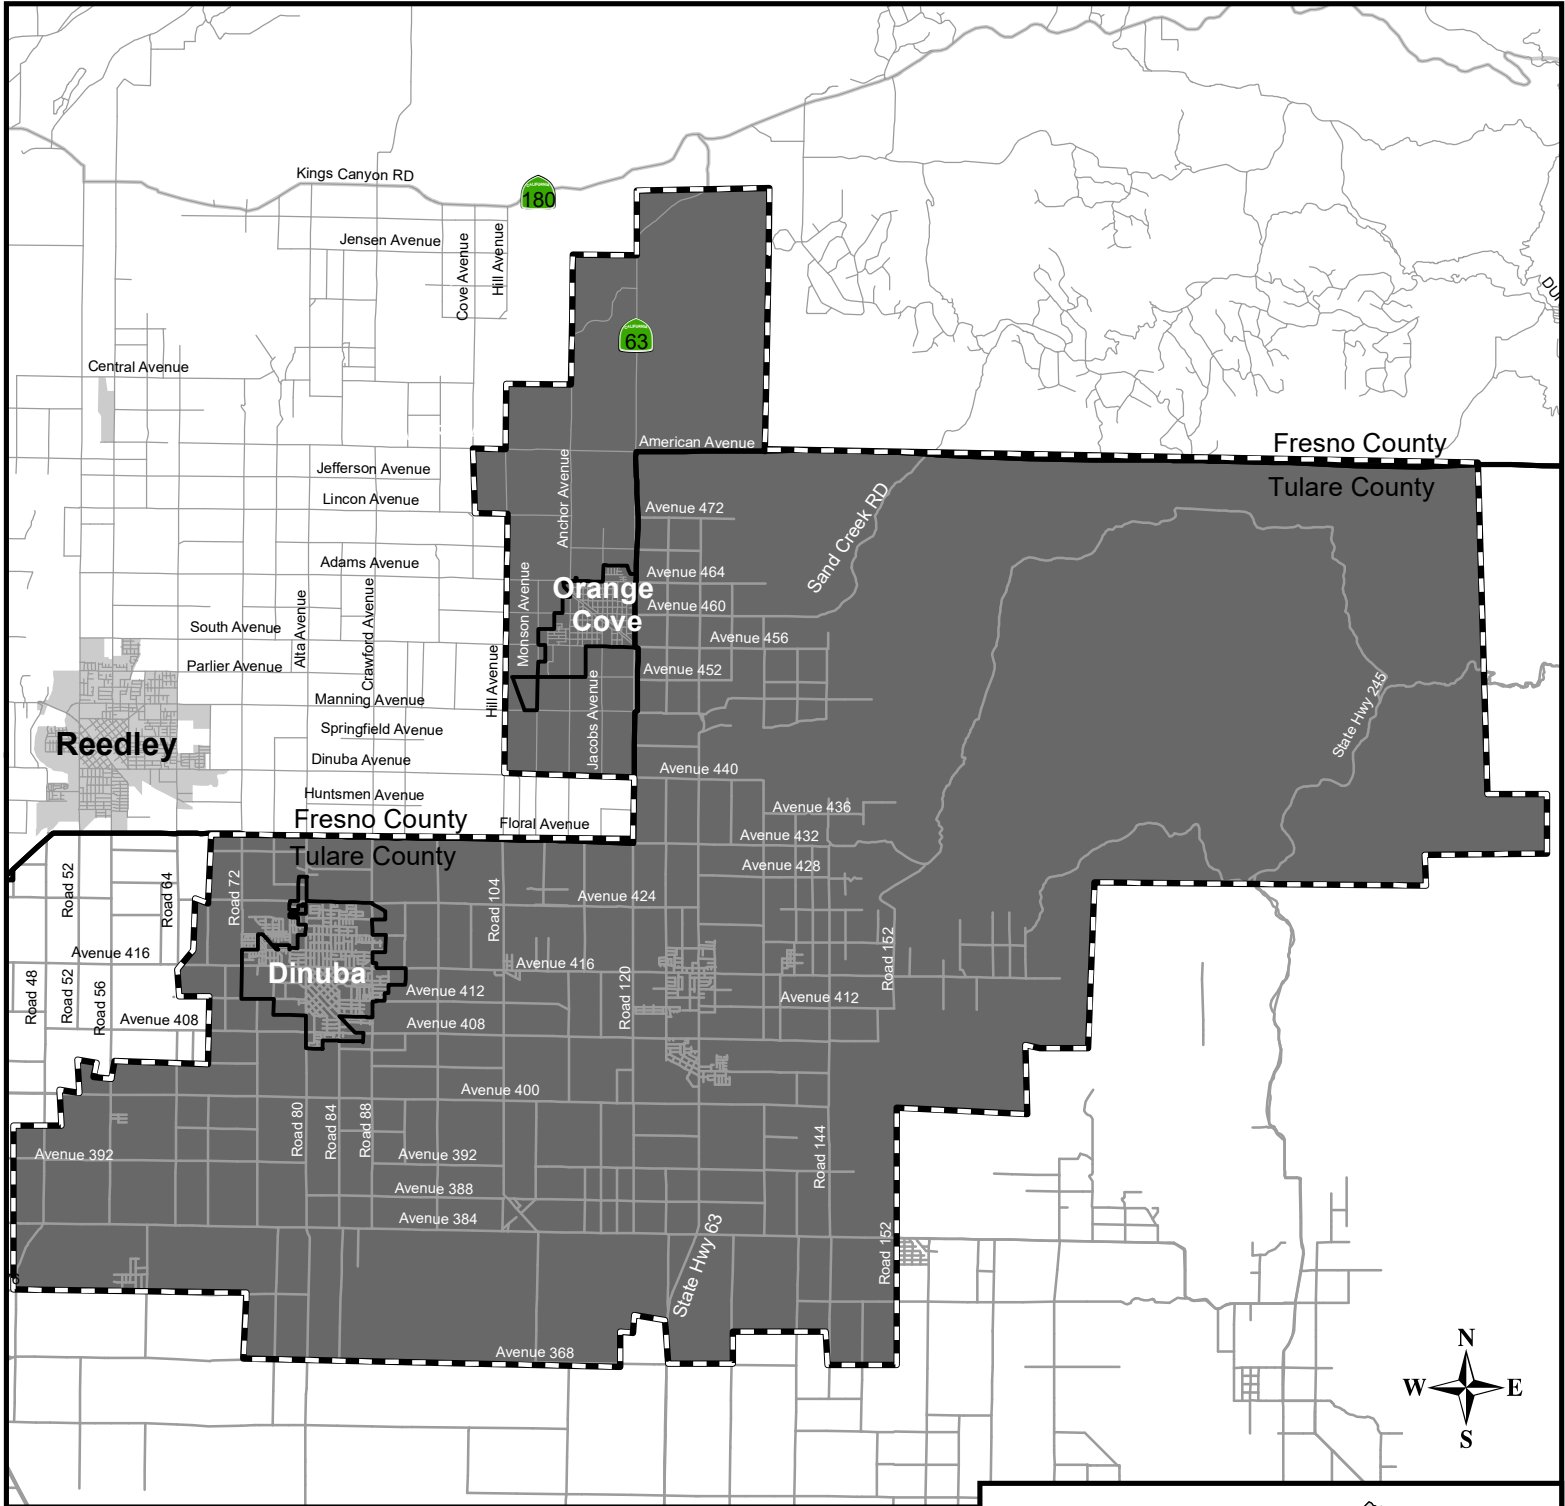 Kings Canyon RD
CALIFORNIA
180
Jensen Avenue
Cove Avenue
Hill Avenue
CALIFORNIA
63
Central Avenue
American Avenue
Fresno County
Tulare County
Jefferson Avenue
Lincon Avenue
Anchor Avenue
Avenue 472
Sand Creek RD
Adams Avenue
Avenue 464
Orange
Cove
Avenue 460
Monson Avenue
Alta Avenue
Crawford Avenue
South Avenue
Avenue 456
Parlier Avenue
Avenue 452
Hill Avenue
Jacobs Avenue
Manning Avenue
State Hwy 245
Springfield Avenue
Reedley
Dinuba Avenue
Avenue 440
Huntsmen Avenue
Avenue 436
Fresno County
Floral Avenue
Avenue 432
Tulare County
Avenue 428
Road 52
Road 64
Road 72
Road 104
Avenue 424
Avenue 416
Avenue 416
Road 152
Dinuba
Road 48
Road 52
Road 56
Avenue 412
Road 120
Avenue 412
Avenue 408
Avenue 408
Avenue 400
Road 80
Road 84
Road 88
Road 144
Avenue 392
Avenue 392
Avenue 388
Avenue 384
State Hwy 63
Road 152
Avenue 368
N
W
E
S